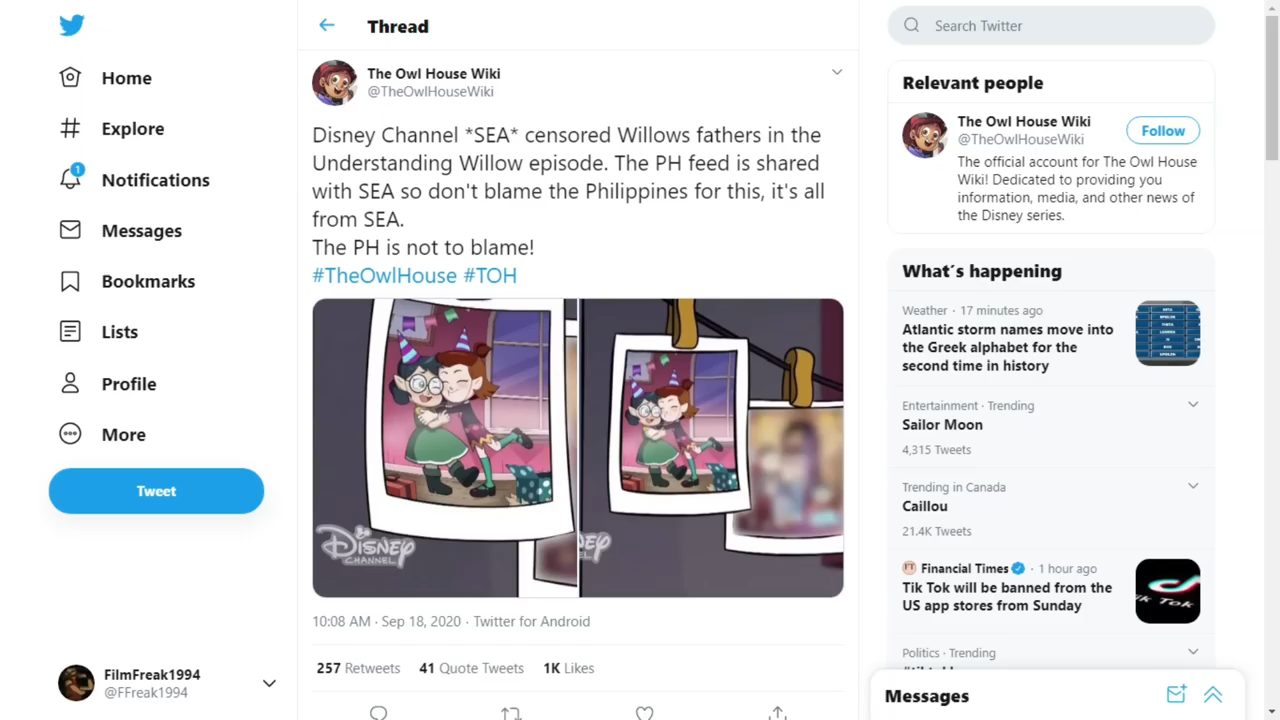 Home
Explore
1
Notifications
Messages
Bookmarks
Lists
Profile
More
Tweet
FilmFreak1994
@FFreak1994
Thread
The Owl House Wiki
@TheOwlHouseWiki
Disney Channel *SEA* censored Willows fathers in the
Understanding Willow episode. The PH feed is shared
with SEA so don't blame the Philippines for this, it's all
from SEA.
The PH is not to blame!
#TheOwlHouse #TOH
DISNEY
CHANNEL
NEY
EL
10:08 AM · Sep 18, 2020 · Twitter for Android
257 Retweets 41 Quote Tweets 1K Likes
Search Twitter
Relevant people
The Owl House Wiki
@TheOwlHouseWiki
Follow
The official account for The Owl House
Wiki! Dedicated to providing you
information, media, and other news of
the Disney series.
What´s happening
Weather · 17 minutes ago
Atlantic storm names move into
the Greek alphabet for the
second time in history
Entertainment · Trending
Sailor Moon
4,315 Tweets
Trending in Canada
Caillou
21.4K Tweets
Financial Times · 1 hour ago
Tik Tok will be banned from the
US app stores from Sunday
ik Tok
Politics · Trending
Messages